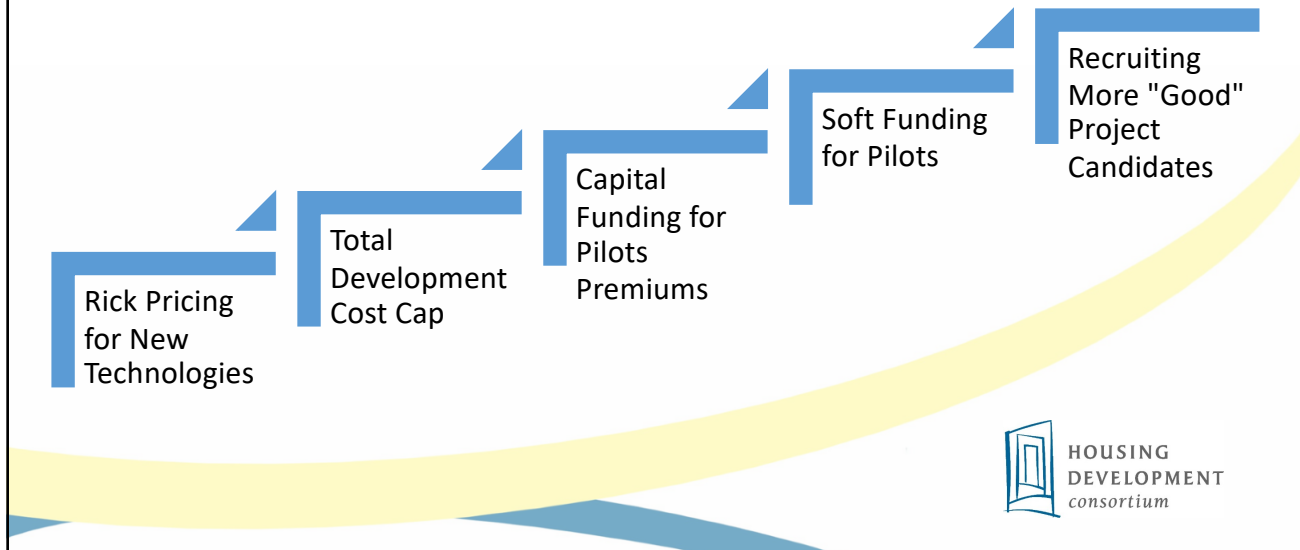 Rick Pricing
for New
Technologies
Total
Development
Cost Cap
Capital
Funding for
Pilots
Premiums
Soft Funding
for Pilots
Recruiting
More "Good"
Project
Candidates
HOUSING
DEVELOPMENT
consortium